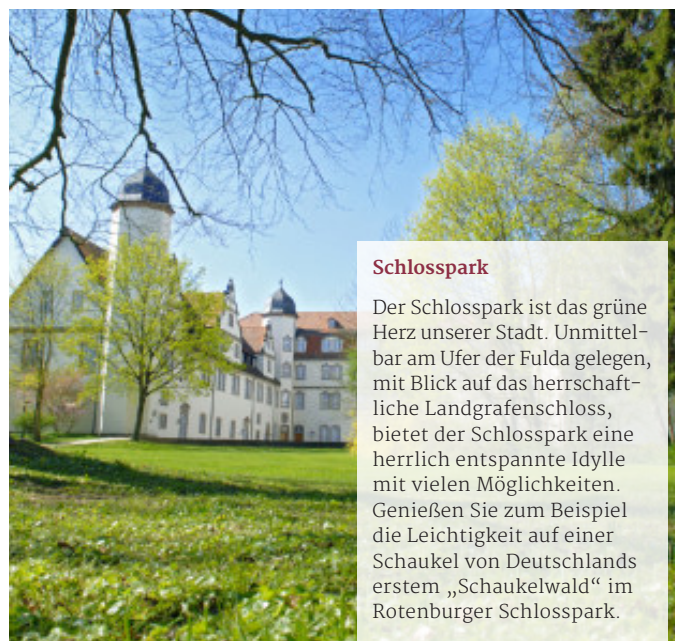 Schlosspark
Der Schlosspark ist das grüne
Herz unserer Stadt. Unmittel-
bar am Ufer der Fulda gelegen,
mit Blick auf das herrschaft-
liche Landgrafenschloss,
bietet der Schlosspark eine
herrlich entspannte Idylle
mit vielen Möglichkeiten.
Genießen Sie zum Beispiel
die Leichtigkeit auf einer
Schaukel von Deutschlands
erstem „Schaukelwald“ im
Rotenburger Schlosspark.